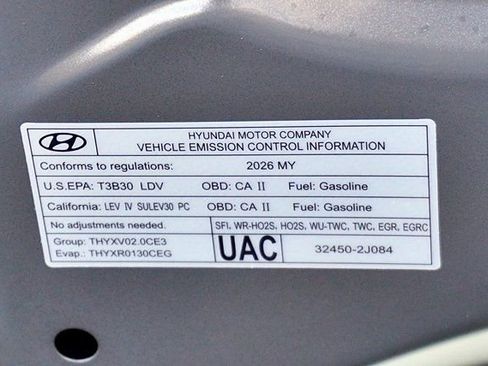 HYUNDAI
HYUNDAI MOTOR COMPANY
VEHICLE EMISSION CONTROL INFORMATION
Conforms to regulations: 2026 MY
U.S.EPA: T3B30 LDV OBD: CA II Fuel: Gasoline
California: LEV IV SULEV30 PC OBD: CA II Fuel: Gasoline
No adjustments needed. SFI, WR-HO2S, HO2S, WU-TWC, TWC, EGR, EGRC
Group: THYXV02.0CE3
Evap.: THYXR0130CEG
UAC 32450-2J084